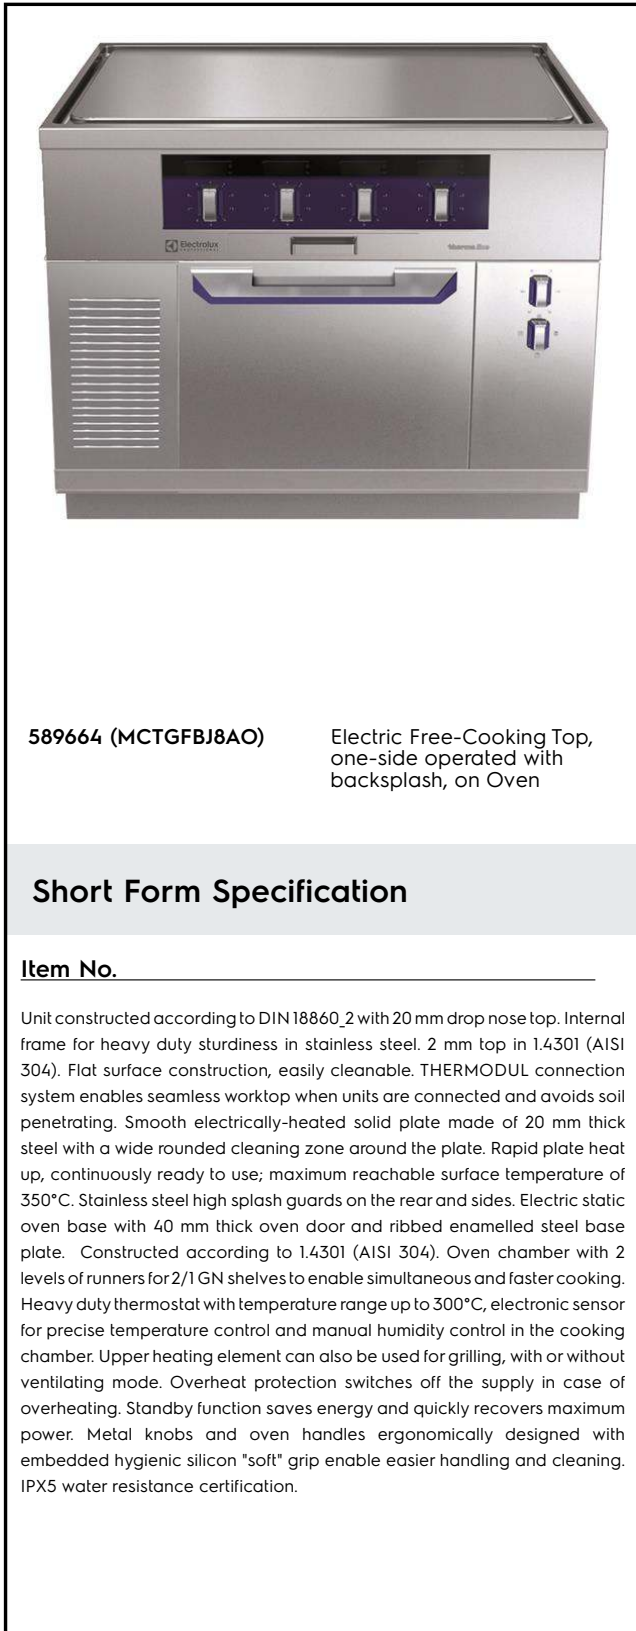 Electrolux
PROFESSIONAL
thermaline
589664 (MCTGFBJ8AO)
Electric Free-Cooking Top,
one-side operated with
backsplash, on Oven
Short Form Specification
Item No.
Unit constructed according to DIN 18860_2 with 20 mm drop nose top. Internal
frame for heavy duty sturdiness in stainless steel. 2 mm top in 1.4301 (AISI
304). Flat surface construction, easily cleanable. THERMODUL connection
system enables seamless worktop when units are connected and avoids soil
penetrating. Smooth electrically-heated solid plate made of 20 mm thick
steel with a wide rounded cleaning zone around the plate. Rapid plate heat
up, continuously ready to use; maximum reachable surface temperature of
350°C. Stainless steel high splash guards on the rear and sides. Electric static
oven base with 40 mm thick oven door and ribbed enamelled steel base
plate. Constructed according to 1.4301 (AISI 304). Oven chamber with 2
levels of runners for 2/1 GN shelves to enable simultaneous and faster cooking.
Heavy duty thermostat with temperature range up to 300°C, electronic sensor
for precise temperature control and manual humidity control in the cooking
chamber. Upper heating element can also be used for grilling, with or without
ventilating mode. Overheat protection switches off the supply in case of
overheating. Standby function saves energy and quickly recovers maximum
power. Metal knobs and oven handles ergonomically designed with
embedded hygienic silicon "soft" grip enable easier handling and cleaning.
IPX5 water resistance certification.